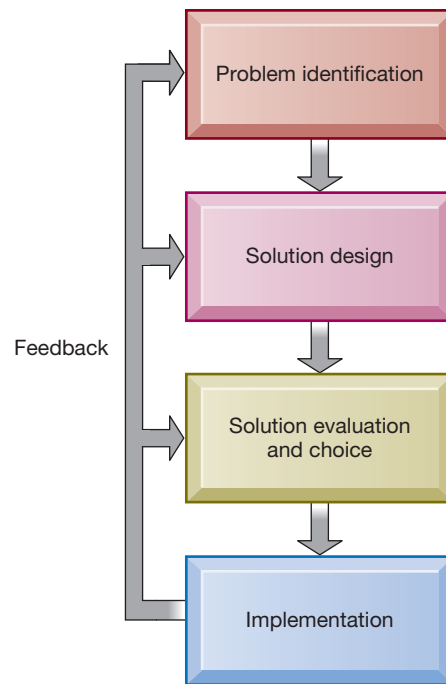 Problem identification
Solution design
Feedback
Solution evaluation
and choice
Implementation